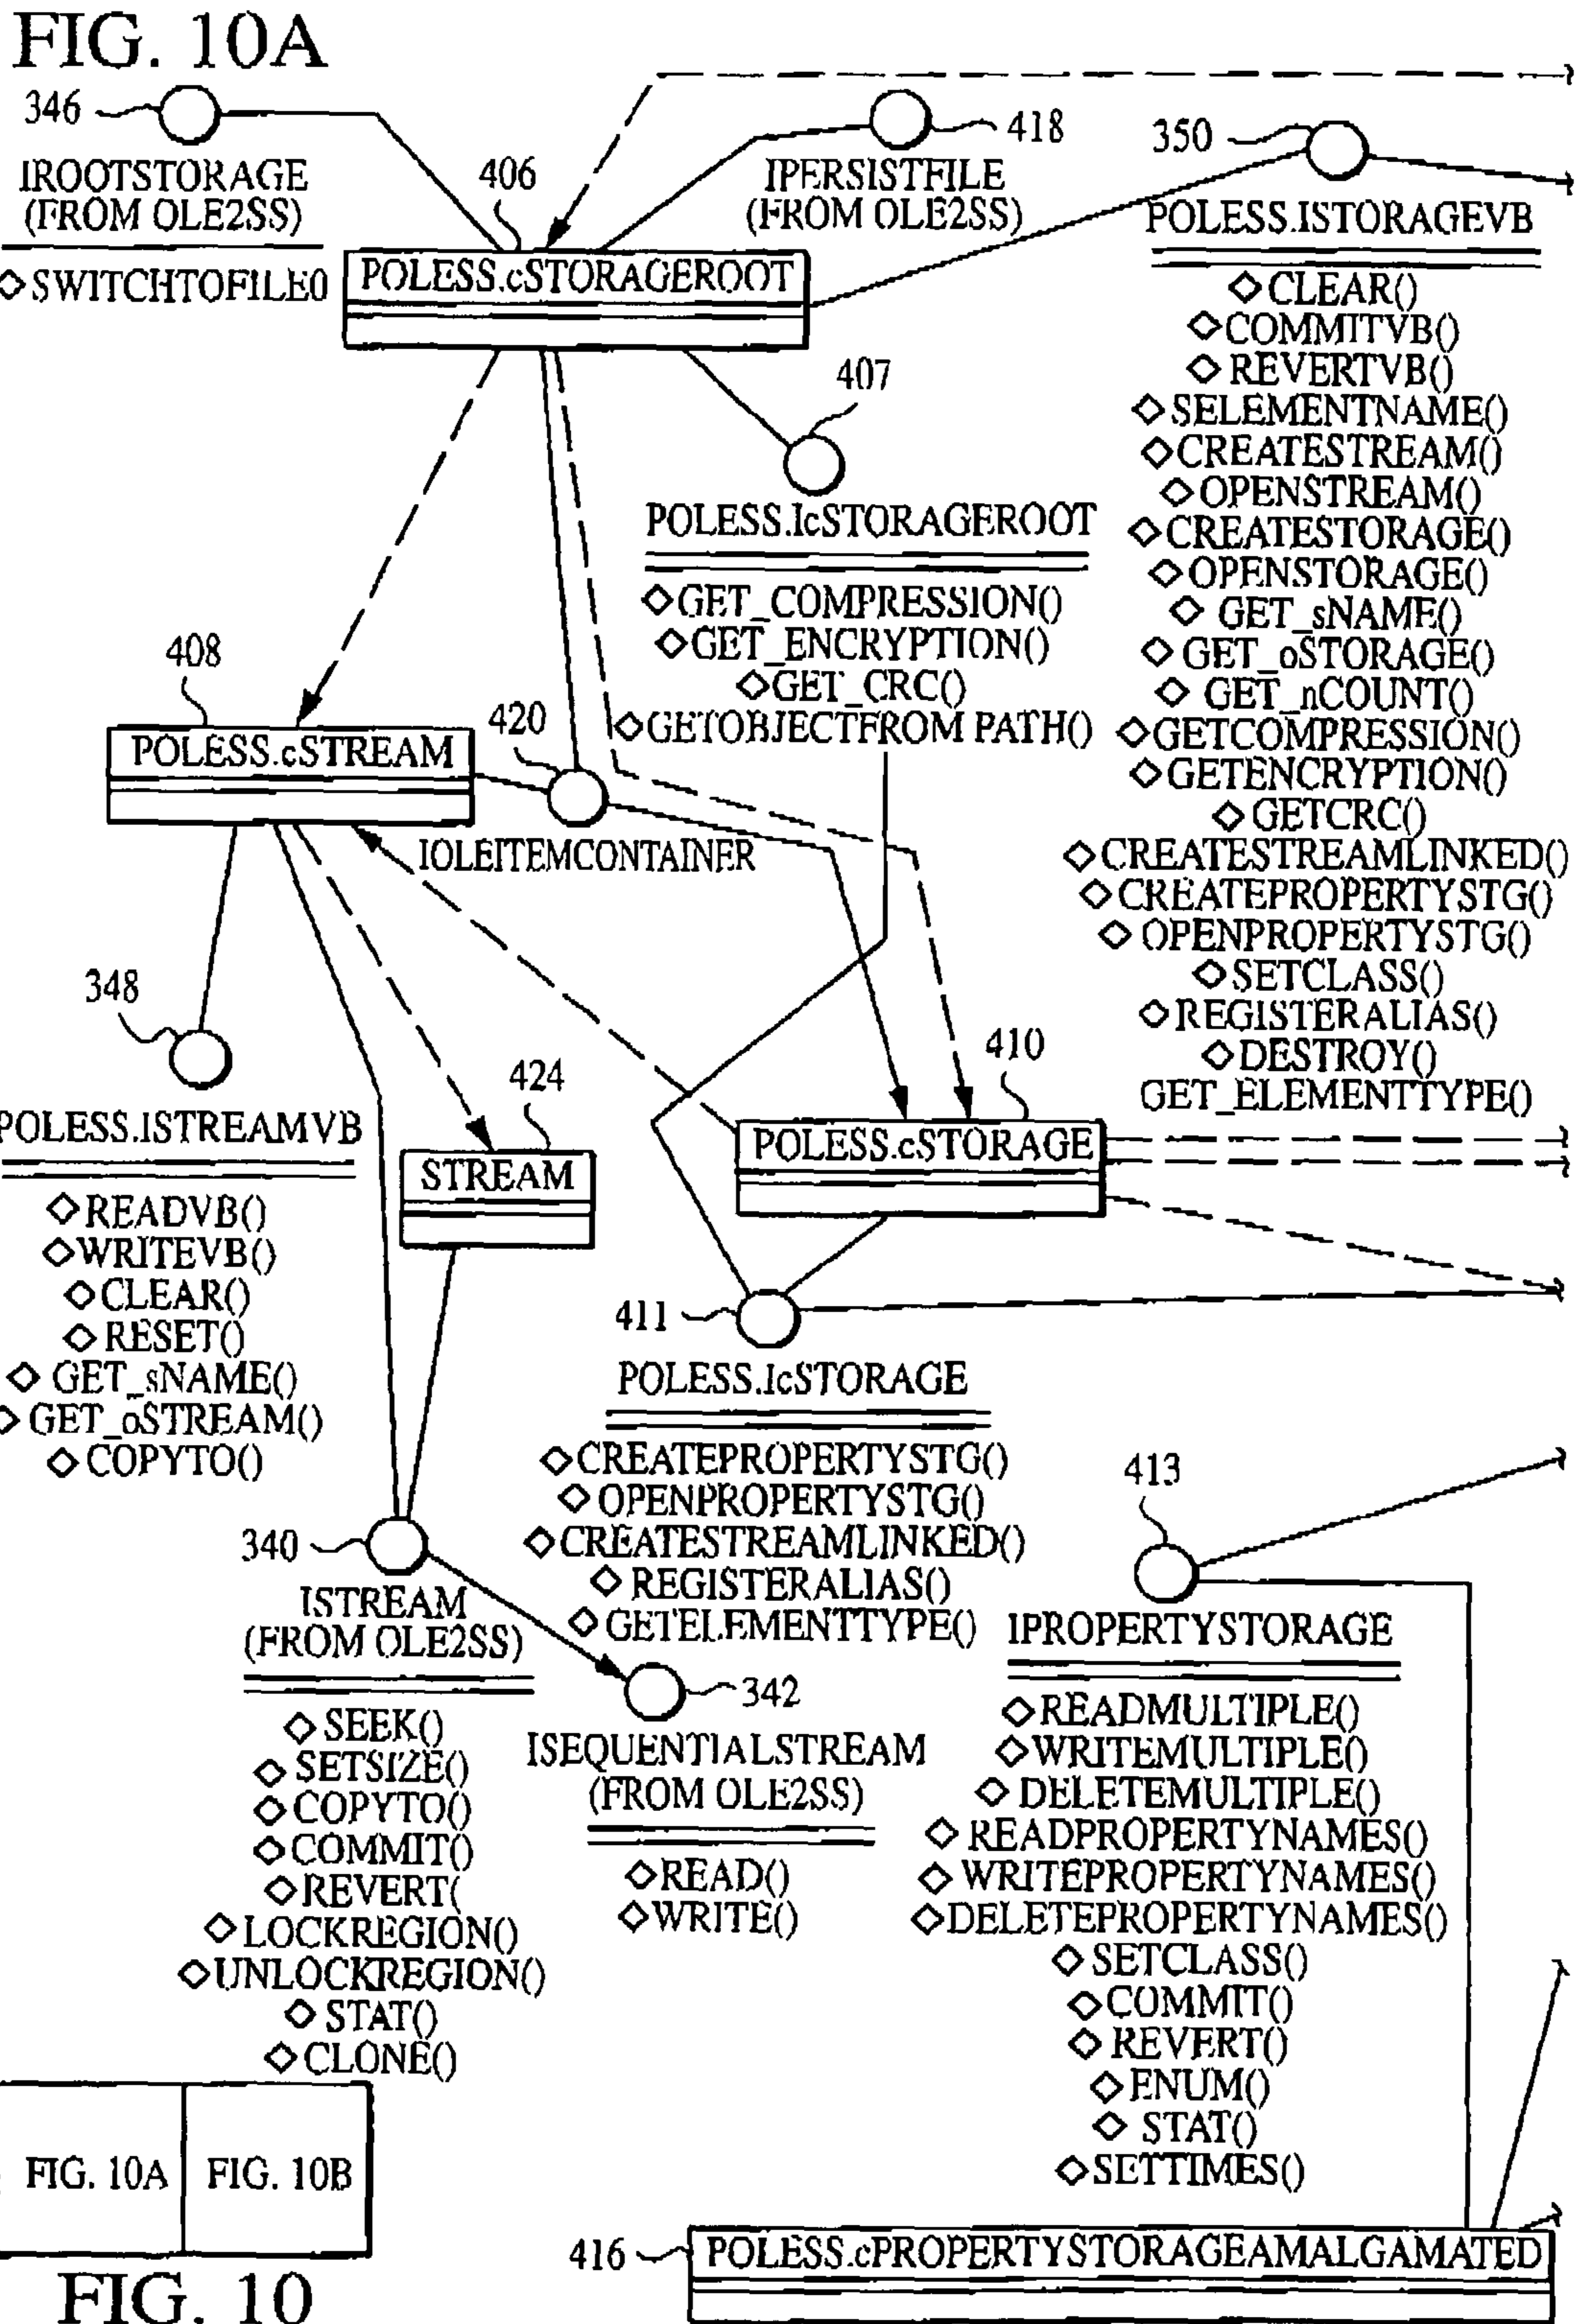 FIG. 10A
346
IROOTSTORAGE
(FROM OLE2SS)
◇SWITCHTOFILE0
406
418
IPERSISTFILE
(FROM OLE2SS)
350
POLESS.ISTORAGEVB
◇CLEAR()
◇COMMITVB()
◇REVERTVB()
◇SELEMENTNAME()
◇CREATESTREAM()
◇OPENSTREAM()
◇CREATESTORAGE()
◇OPENSTORAGE()
◇GET_sNAME()
◇GET_oSTORAGE()
◇GET_nCOUNT()
◇GETCOMPRESSION()
◇GETENCRYPTION()
◇GETCRC()
◇CREATESTREAMLINKED()
◇CREATEPROPERTYSTG()
◇OPENPROPERTYSTG()
◇SETCLASS()
◇REGISTERALIAS()
◇DESTROY()
GET_ELEMENTTYPE()
POLESS.cSTORAGEROOT
407
POLESS.IcSTORAGEROOT
◇GET_COMPRESSION()
◇GET_ENCRYPTION()
◇GET_CRC()
◇GETOBJECTFROM PATH()
408
POLESS.cSTREAM
420
IOLEITEMCONTAINER
348
POLESS.ISTREAMVB
◇READVB()
◇WRITEVB()
◇CLEAR()
◇RESET()
◇GET_sNAME()
◇GET_oSTREAM()
◇COPYTO()
424
STREAM
410
POLESS.cSTORAGE
411
POLESS.IcSTORAGE
◇CREATEPROPERTYSTG()
◇OPENPROPERTYSTG()
◇CREATESTREAMLINKED()
◇REGISTERALIAS()
◇GETELEMENTTYPE()
340
ISTREAM
(FROM OLE2SS)
◇SEEK()
◇SETSIZE()
◇COPYTO()
◇COMMIT()
◇REVERT(
◇LOCKREGION()
◇UNLOCKREGION()
◇STAT()
◇CLONE()
342
ISEQUENTIALSTREAM
(FROM OLE2SS)
◇READ()
◇WRITE()
413
IPROPERTYSTORAGE
◇READMULTIPLE()
◇WRITEMULTIPLE()
◇DELETEMULTIPLE()
◇READPROPERTYNAMES()
◇WRITEPROPERTYNAMES()
◇DELETEPROPERTYNAMES()
◇SETCLASS()
◇COMMIT()
◇REVERT()
◇ENUM()
◇STAT()
◇SETTIMES()
416
POLESS.cPROPERTYSTORAGEAMALGAMATED
FIG. 10A
FIG. 10B
FIG. 10